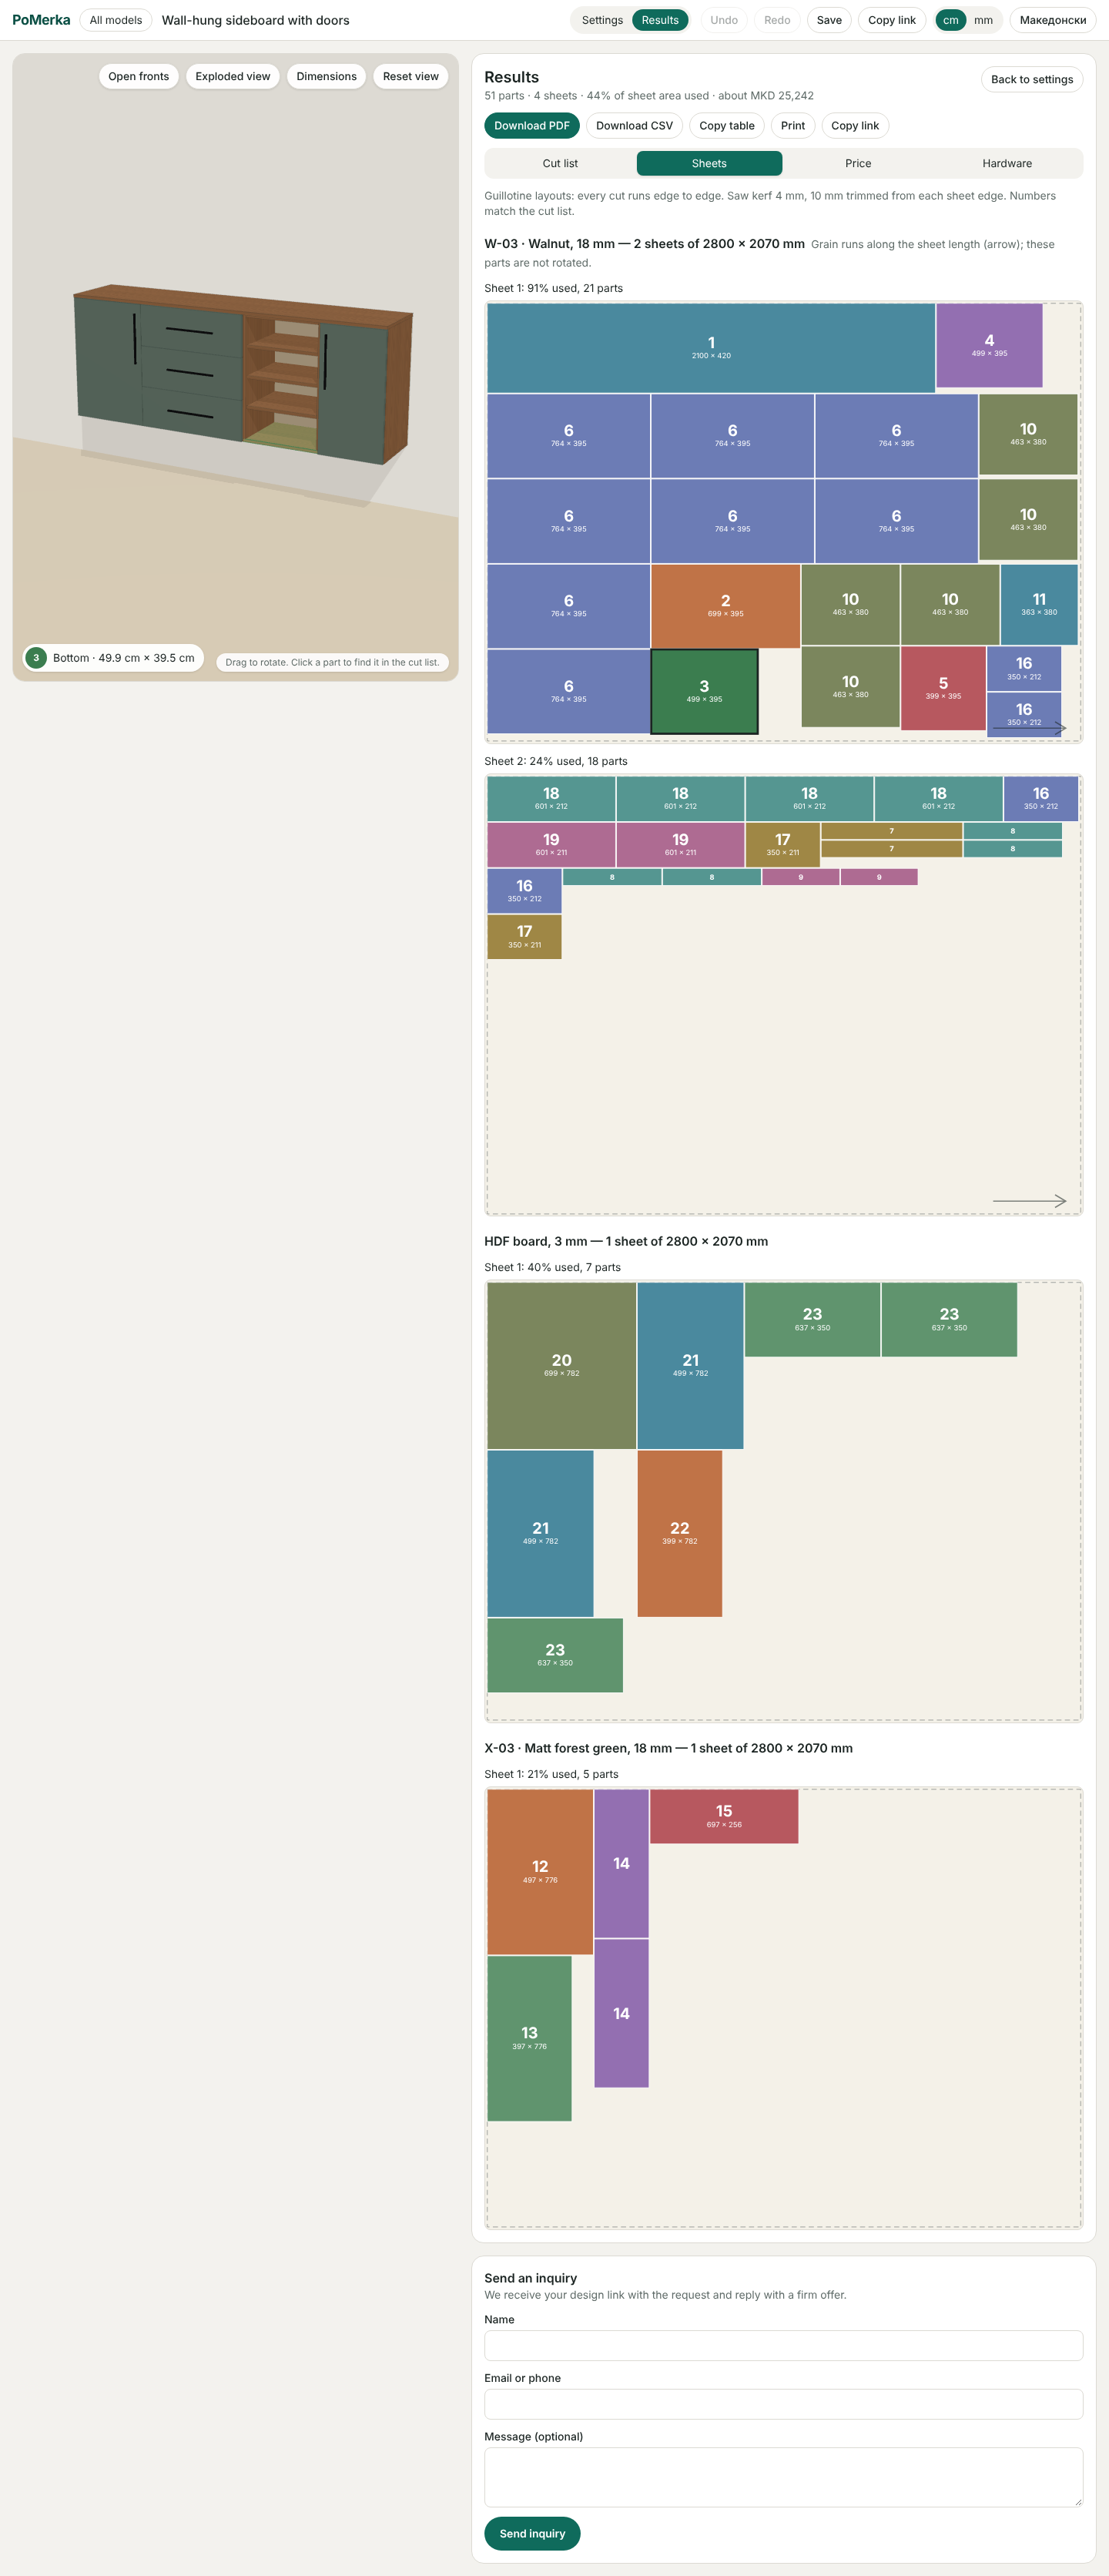 PoMerka
All models
Wall-hung sideboard with doors
Settings
Results
Undo
Redo
Save
Copy link
cm
mm
Македонски
Open fronts
Exploded view
Dimensions
Reset view
3
Bottom · 49.9 cm × 39.5 cm
Drag to rotate. Click a part to find it in the cut list.
Results
51 parts · 4 sheets · 44% of sheet area used · about MKD 25,242
Back to settings
Download PDF
Download CSV
Copy table
Print
Copy link
Cut list
Sheets
Price
Hardware
Guillotine layouts: every cut runs edge to edge. Saw kerf 4 mm, 10 mm trimmed from each sheet edge. Numbers
match the cut list.
W-03 · Walnut, 18 mm — 2 sheets of 2800 × 2070 mm Grain runs along the sheet length (arrow); these
parts are not rotated.
Sheet 1: 91% used, 21 parts
1
2100 × 420
4
499 × 395
6
764 × 395
6
764 × 395
6
764 × 395
10
463 × 380
6
764 × 395
6
764 × 395
6
764 × 395
10
463 × 380
6
764 × 395
2
699 × 395
10
463 × 380
10
463 × 380
11
363 × 380
6
764 × 395
3
499 × 395
10
463 × 380
5
399 × 395
16
350 × 212
16
350 × 212
Sheet 2: 24% used, 18 parts
18
601 × 212
18
601 × 212
18
601 × 212
18
601 × 212
16
350 × 212
19
601 × 211
19
601 × 211
17
350 × 211
7
8
7
8
16
350 × 212
8
8
9
9
17
350 × 211
HDF board, 3 mm — 1 sheet of 2800 × 2070 mm
Sheet 1: 40% used, 7 parts
20
699 × 782
21
499 × 782
23
637 × 350
23
637 × 350
21
499 × 782
22
399 × 782
23
637 × 350
X-03 · Matt forest green, 18 mm — 1 sheet of 2800 × 2070 mm
Sheet 1: 21% used, 5 parts
12
497 × 776
14
15
697 × 256
13
397 × 776
14
Send an inquiry
We receive your design link with the request and reply with a firm offer.
Name
Email or phone
Message (optional)
Send inquiry